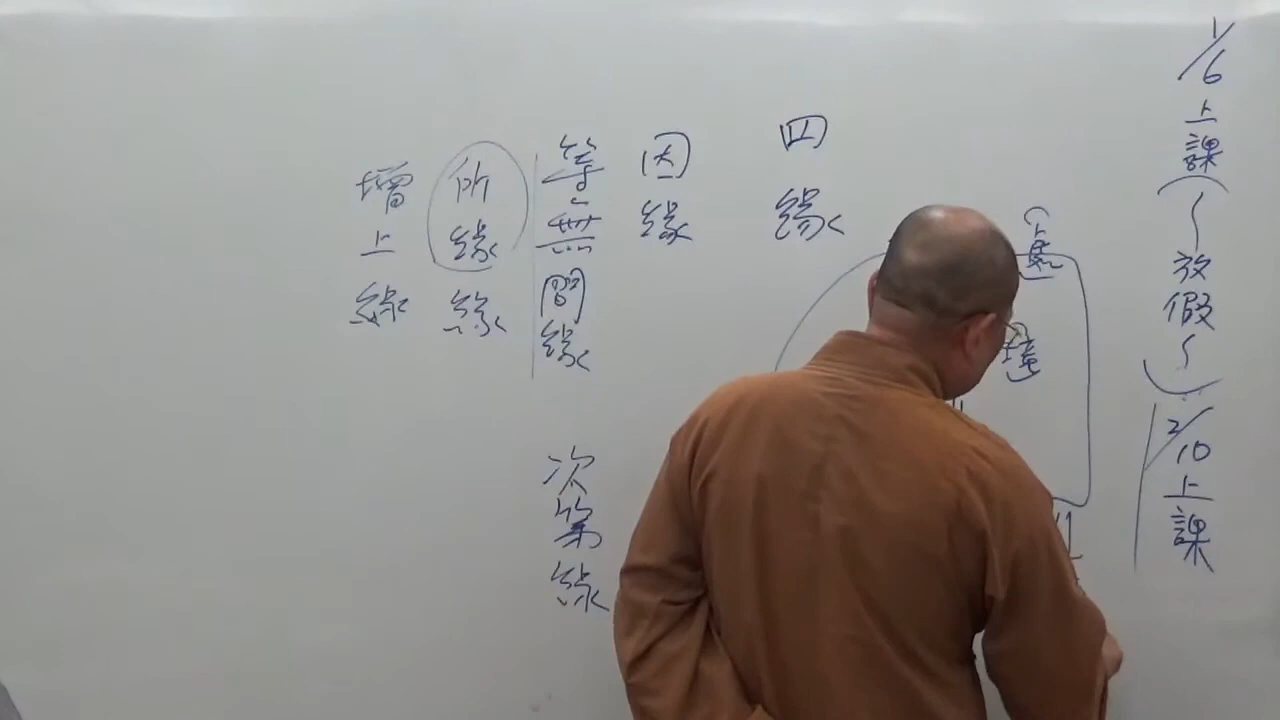 1/6上課
(~放假~)
2/10上課
境
四緣
因緣
等無間緣
次第緣
所緣緣
增上緣